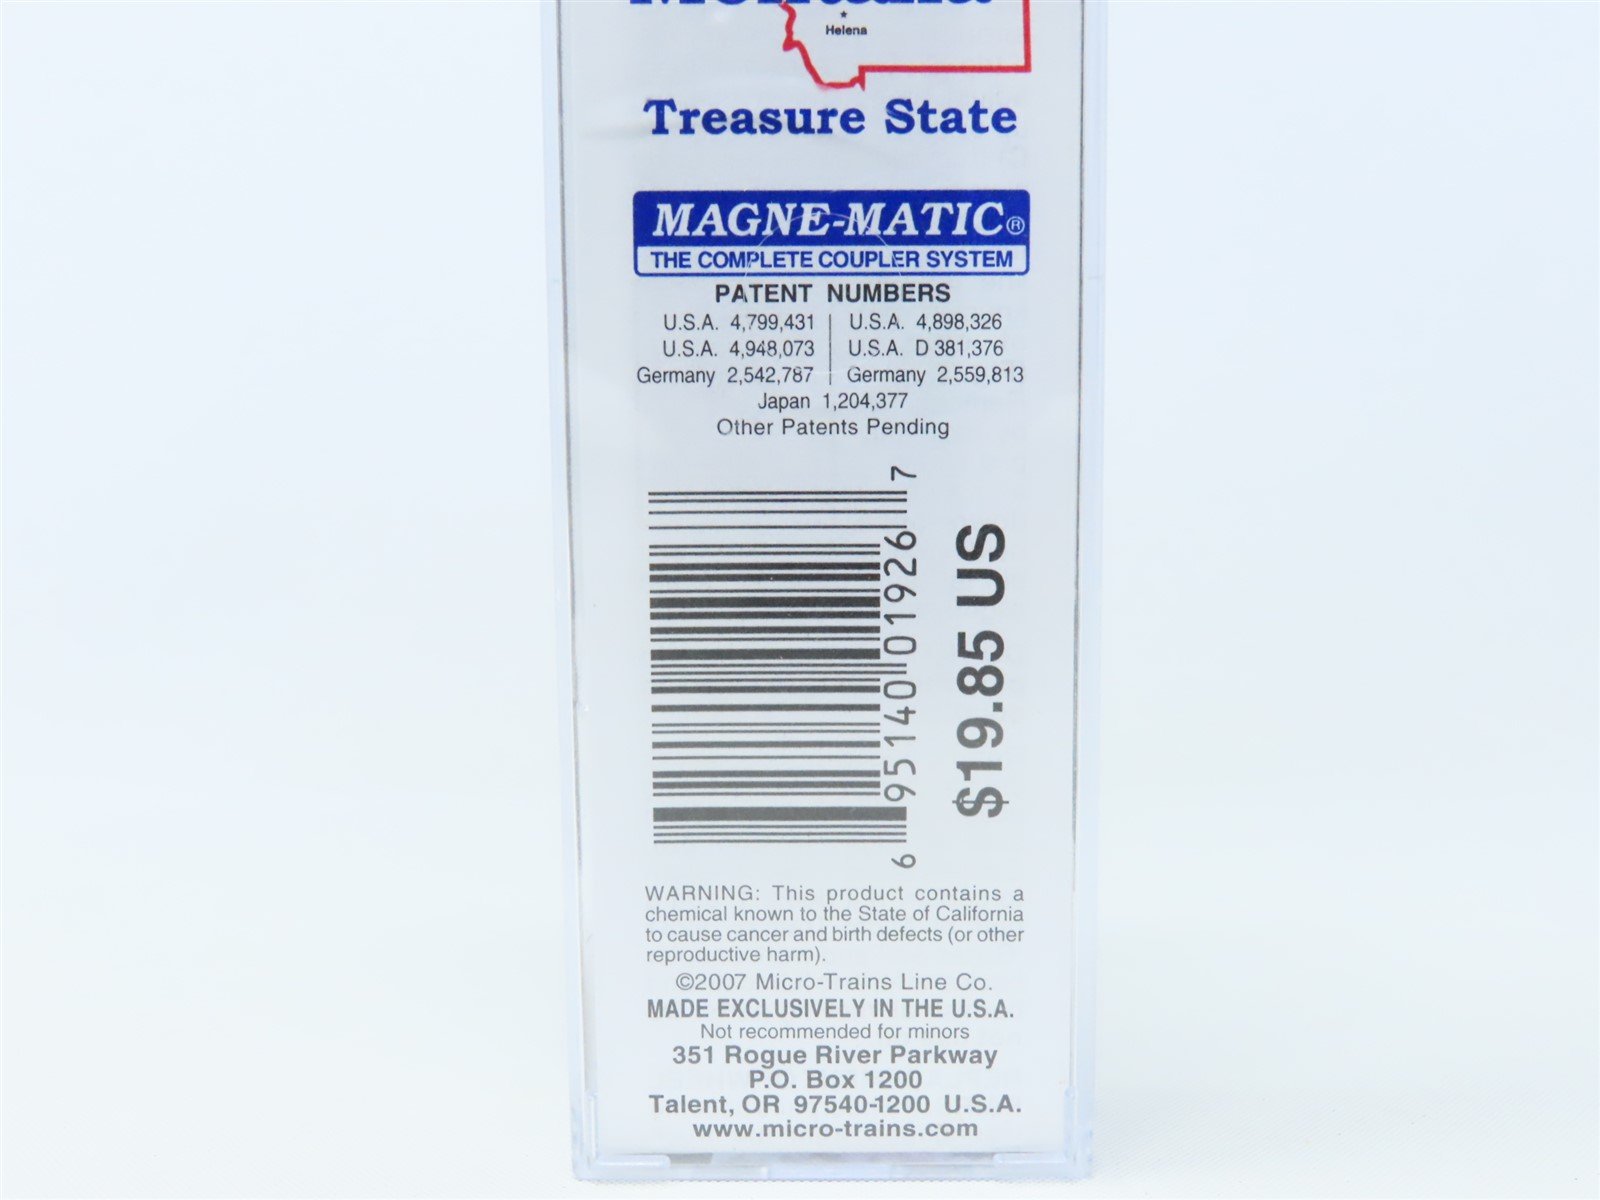 Montana
Helena
Treasure State
MAGNE-MATIC®
THE COMPLETE COUPLER SYSTEM
PATENT NUMBERS
U.S.A. 4,799,431 | U.S.A. 4,898,326
U.S.A. 4,948,073 | U.S.A. D 381,376
Germany 2,542,787 | Germany 2,559,813
Japan 1,204,377
Other Patents Pending
6 95140 01926 7
$19.85 US
WARNING: This product contains a
chemical known to the State of California
to cause cancer and birth defects (or other
reproductive harm).
©2007 Micro-Trains Line Co.
MADE EXCLUSIVELY IN THE U.S.A.
Not recommended for minors
351 Rogue River Parkway
P.O. Box 1200
Talent, OR 97540-1200 U.S.A.
www.micro-trains.com